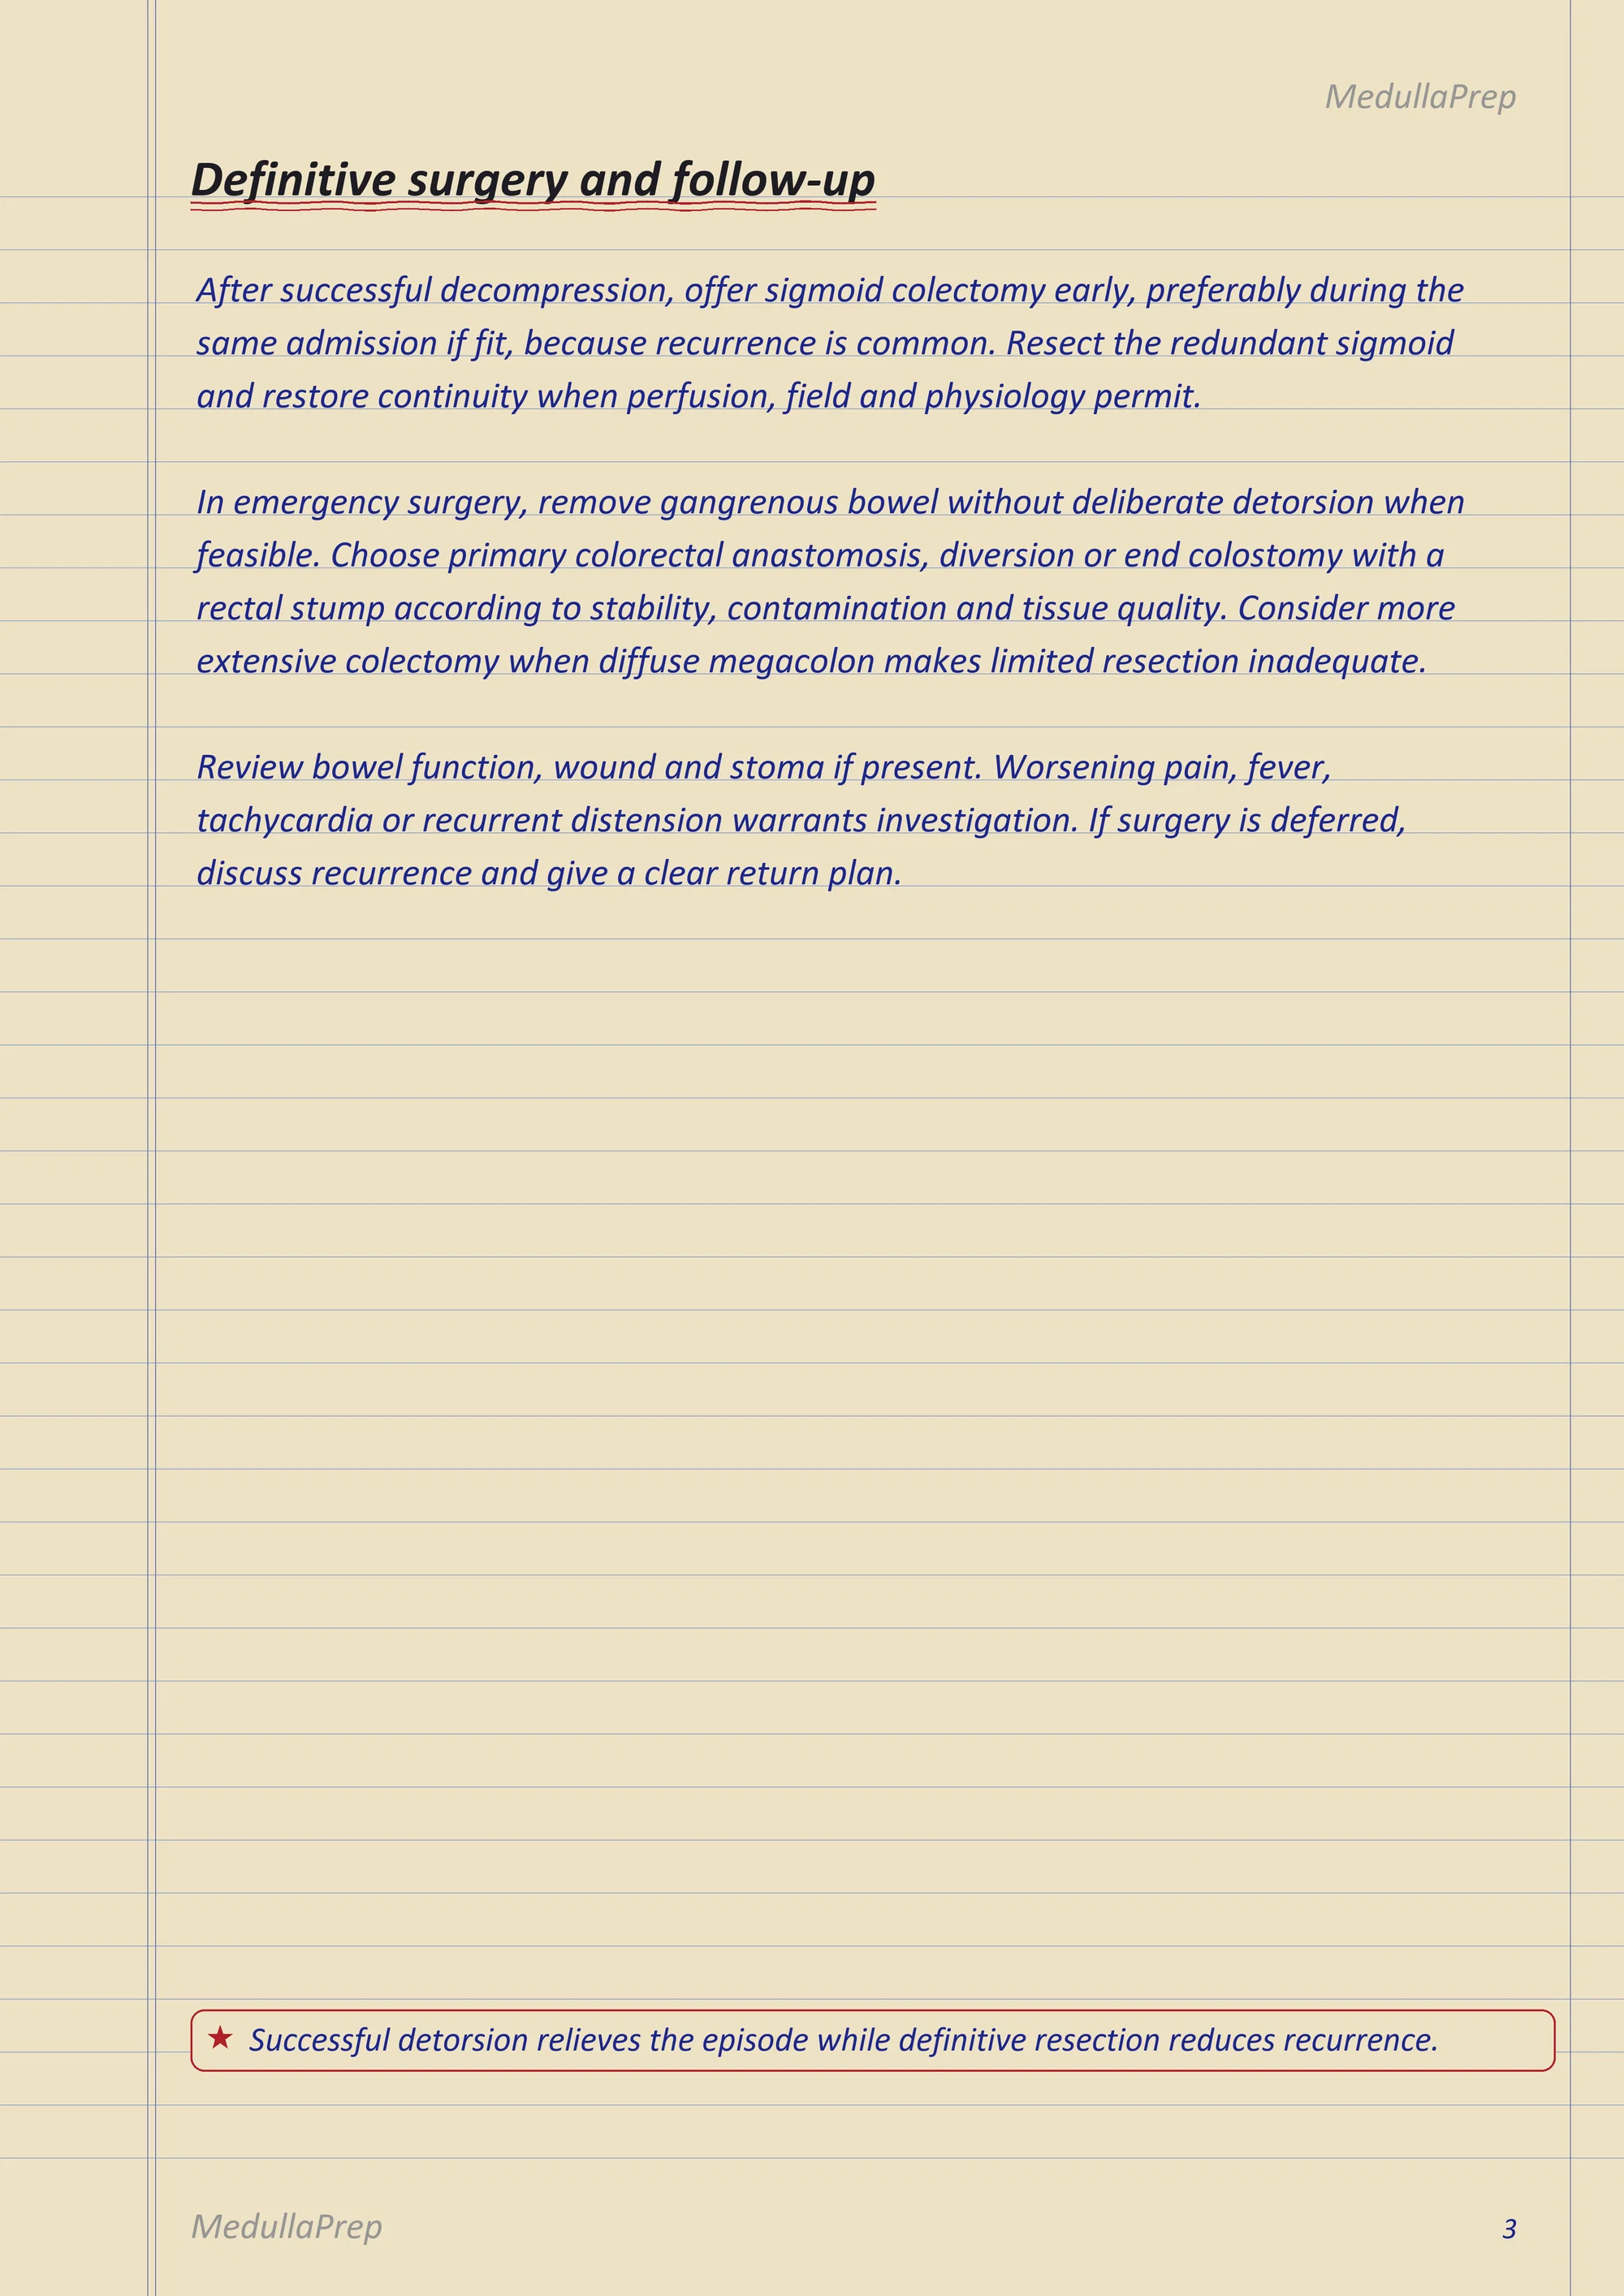 MedullaPrep
Definitive surgery and follow-up
After successful decompression, offer sigmoid colectomy early, preferably during the
same admission if fit, because recurrence is common. Resect the redundant sigmoid
and restore continuity when perfusion, field and physiology permit.
In emergency surgery, remove gangrenous bowel without deliberate detorsion when
feasible. Choose primary colorectal anastomosis, diversion or end colostomy with a
rectal stump according to stability, contamination and tissue quality. Consider more
extensive colectomy when diffuse megacolon makes limited resection inadequate.
Review bowel function, wound and stoma if present. Worsening pain, fever,
tachycardia or recurrent distension warrants investigation. If surgery is deferred,
discuss recurrence and give a clear return plan.
★ Successful detorsion relieves the episode while definitive resection reduces recurrence.
MedullaPrep
3